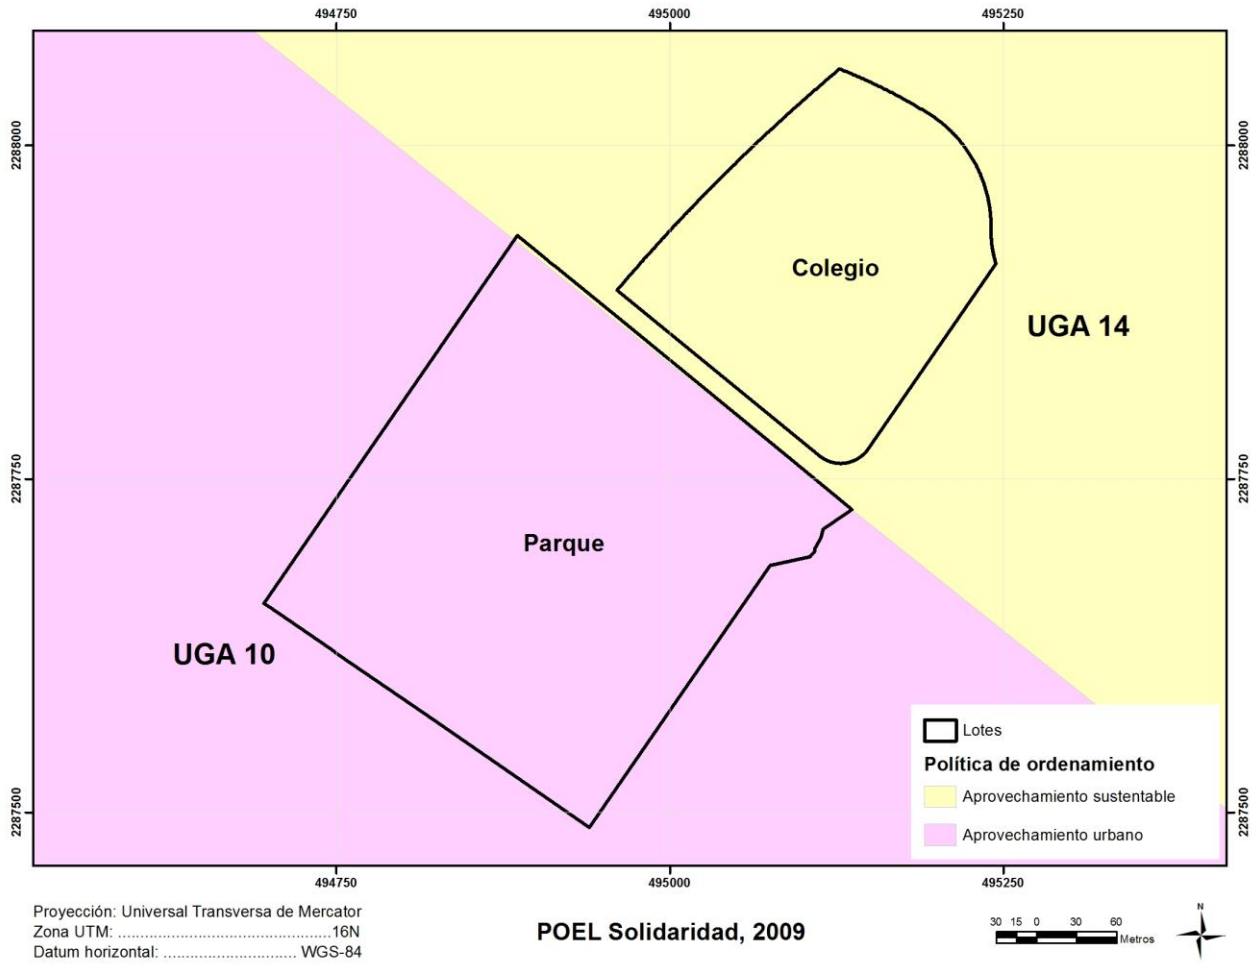 494750
495000
495250
2288000
2288000
Colegio
UGA 14
2287750
2287750
Parque
UGA 10
Lotes
Política de ordenamiento
Aprovechamiento sustentable
Aprovechamiento urbano
2287500
2287500
494750
495000
495250
Proyección: Universal Transversa de Mercator
Zona UTM: ............................................16N
Datum horizontal: ............................ WGS-84
POEL Solidaridad, 2009
30 15 0 30 60
Metros
N